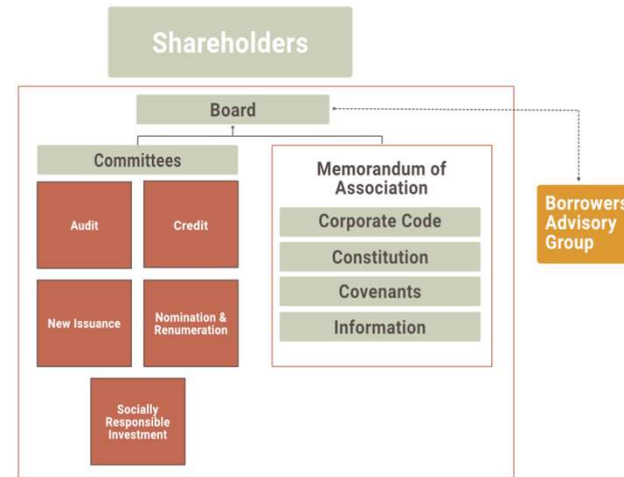 Shareholders
Board
Committees
Audit
Credit
New Issuance
Nomination &
Renumeration
Socially
Responsible
Investment
Memorandum of
Association
Corporate Code
Constitution
Covenants
Information
Borrowers
Advisory
Group